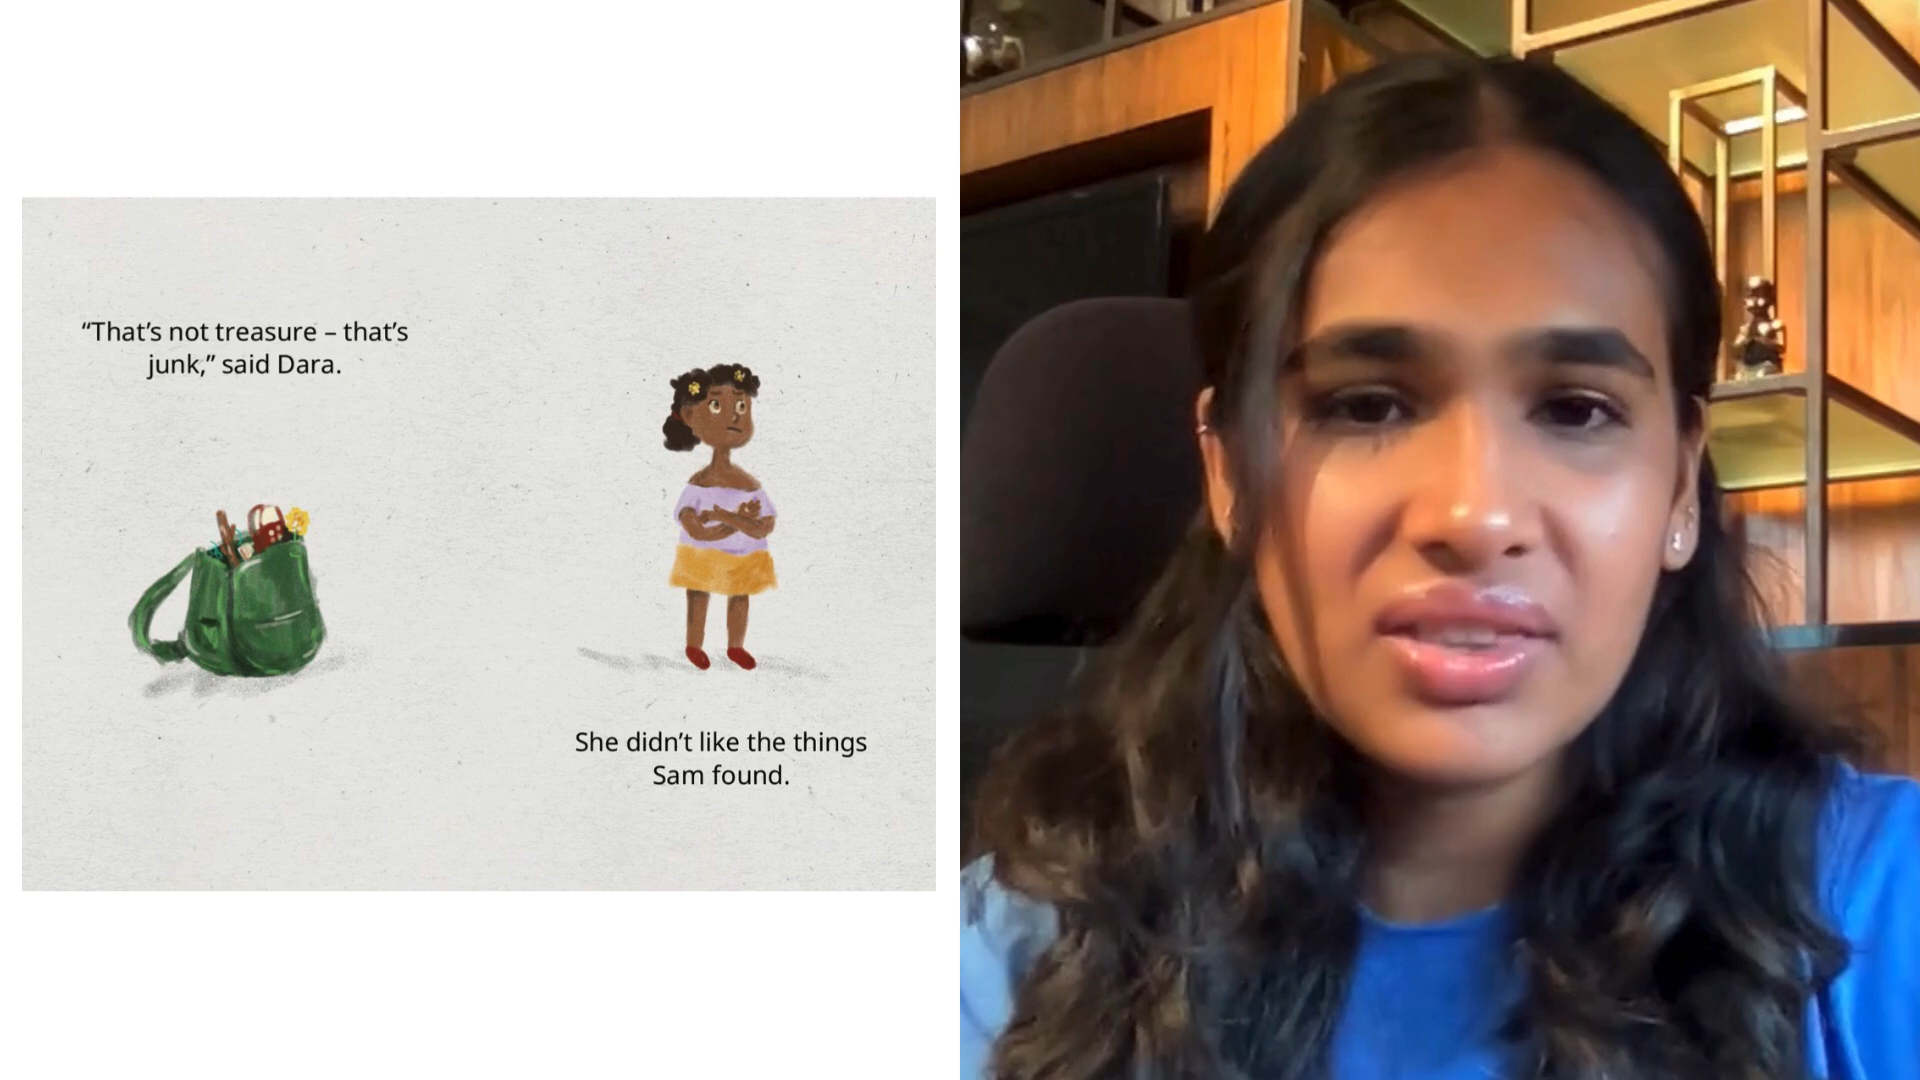 “That’s not treasure – that’s
junk,” said Dara.
She didn’t like the things
Sam found.